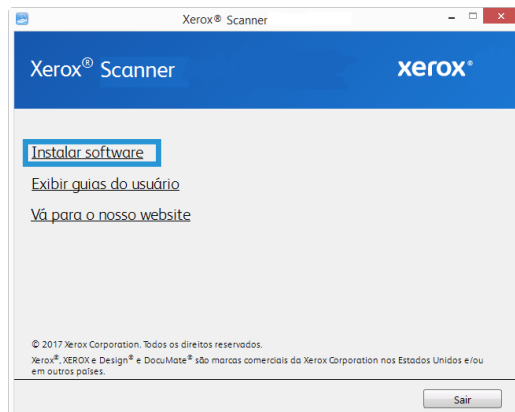 Xerox® Scanner
Xerox® Scanner
xerox®
Instalar software
Exibir guias do usuário
Vá para o nosso website
© 2017 Xerox Corporation. Todos os direitos reservados.
Xerox®, XEROX e Design® e DocuMate® são marcas comerciais da Xerox Corporation nos Estados Unidos e/ou
em outros países.
Sair